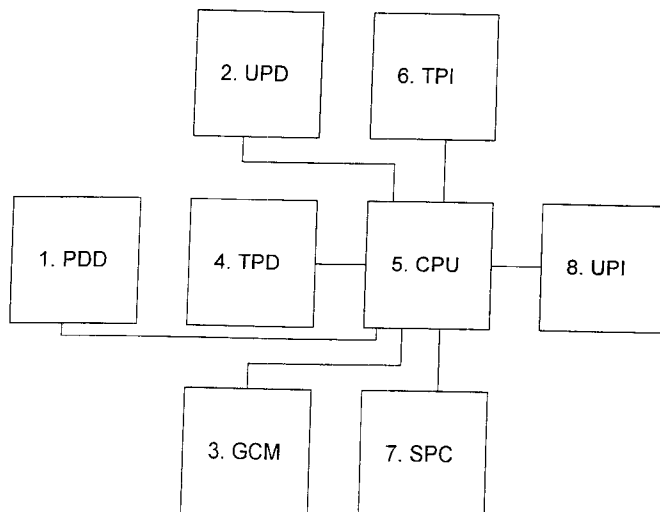 2. UPD
6. TPI
1. PDD
4. TPD
5. CPU
8. UPI
3. GCM
7. SPC